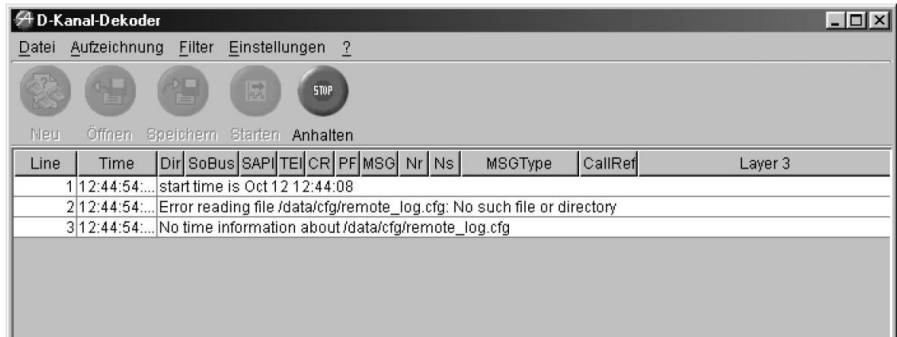 D-Kanal-Dekoder
Datei Aufzeichnung Filter Einstellungen ?
STOP
Neu Öffnen Speichern Starten Anhalten
Line Time Dir SoBus SAPI TEI CR PF MSG Nr Ns MSGType CallRef Layer 3
1 12:44:54:... start time is Oct 12 12:44:08
2 12:44:54:... Error reading file /data/cfg/remote_log.cfg: No such file or directory
3 12:44:54:... No time information about /data/cfg/remote_log.cfg